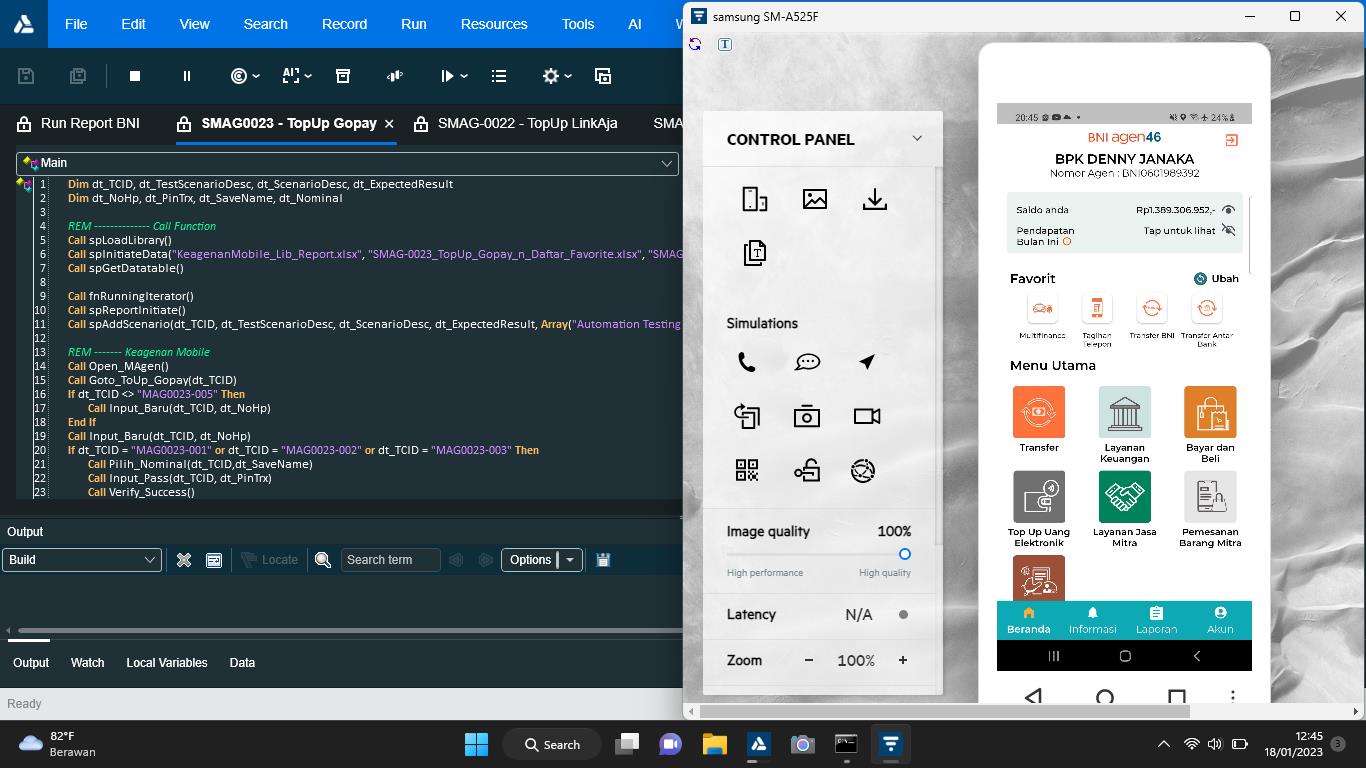 File Edit View Search Record Run Resources Tools AI
samsung SM-A525F
Run Report BNI
SMAG0023 - TopUp Gopay
SMAG-0022 - TopUp LinkAja
SMA
Main
1 Dim dt_TCID, dt_TestScenarioDesc, dt_ScenarioDesc, dt_ExpectedResult
2 Dim dt_NoHp, dt_PinTrx, dt_SaveName, dt_Nominal
3
4 REM -------------- Call Function
5 Call spLoadLibrary()
6 Call spInitiateData("KeagenanMobile_Lib_Report.xlsx", "SMAG-0023_TopUp_Gopay_n_Daftar_Favorite.xlsx", "SMAG
7 Call spGetDatatable()
8
9 Call fnRunningIterator()
10 Call spReportInitiate()
11 Call spAddScenario(dt_TCID, dt_TestScenarioDesc, dt_ScenarioDesc, dt_ExpectedResult, Array("Automation Testing
12
13 REM ------- Keagenan Mobile
14 Call Open_MAgen()
15 Call Goto_ToUp_Gopay(dt_TCID)
16 If dt_TCID <> "MAG0023-005" Then
17 Call Input_Baru(dt_TCID, dt_NoHp)
18 End If
19 Call Input_Baru(dt_TCID, dt_NoHp)
20 If dt_TCID = "MAG0023-001" or dt_TCID = "MAG0023-002" or dt_TCID = "MAG0023-003" Then
21 Call Pilih_Nominal(dt_TCID,dt_SaveName)
22 Call Input_Pass(dt_TCID, dt_PinTrx)
23 Call Verify_Success()
Output
Build
Locate
Search term
Options
Output Watch Local Variables Data
Ready
CONTROL PANEL
Simulations
Image quality 100%
High performance High quality
Latency N/A
Zoom - 100% +
20:45 24%
BNI agen46
BPK DENNY JANAKA
Nomor Agen : BNI0601989392
Saldo anda Rp1.389.306.952,-
Pendapatan
Bulan Ini
Tap untuk lihat
Favorit Ubah
Multifinance
Tagihan
Telepon
Transfer BNI
Transfer Antar
Bank
Menu Utama
Transfer
Layanan
Keuangan
Bayar dan
Beli
Top Up Uang
Elektronik
Layanan Jasa
Mitra
Pemesanan
Barang Mitra
Beranda Informasi Laporan Akun
82°F
Berawan
Search
12:45
18/01/2023
3